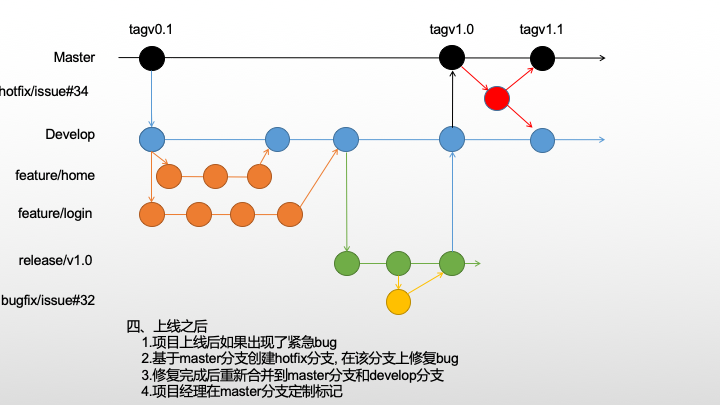 tagv0.1 tagv1.0 tagv1.1
Master
hotfix/issue#34
Develop
feature/home
feature/login
release/v1.0
bugfix/issue#32
四、上线之后
1.项目上线后如果出现了紧急bug
2.基于master分支创建hotfix分支, 在该分支上修复bug
3.修复完成后重新合并到master分支和develop分支
4.项目经理在master分支定制标记